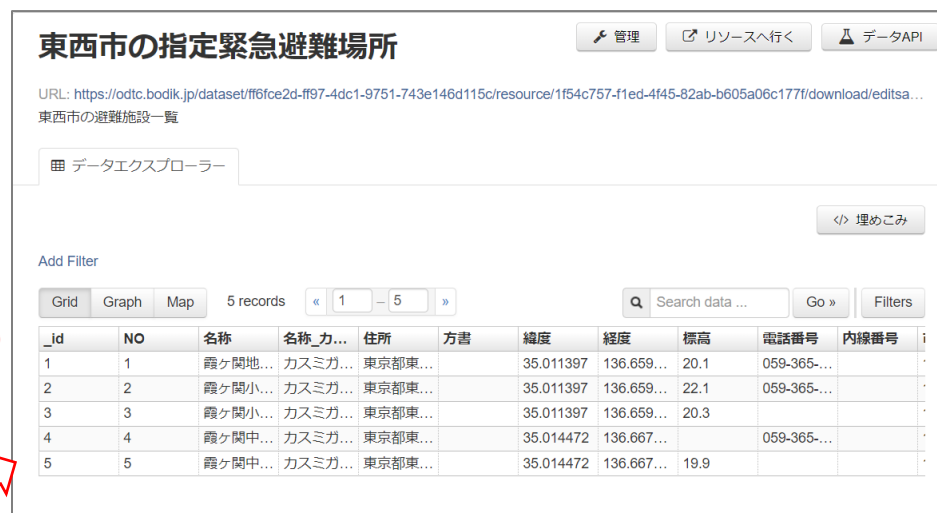 東西市の指定緊急避難場所
管理 リソースへ行く データAPI
URL: https://odtc.bodik.jp/dataset/ff6fce2d-ff97-4dc1-9751-743e146d115c/resource/1f54c757-f1ed-4f45-82ab-b605a06c177f/download/editsa…
東西市の避難施設一覧
データエクスプローラー
</> 埋めこみ
Add Filter
Grid Graph Map 5 records « 1 – 5 » Search data ... Go » Filters
_id NO 名称 名称_カ… 住所 方書 緯度 経度 標高 電話番号 内線番号
1 1 霞ケ関地… カスミガ… 東京都東… 35.011397 136.659… 20.1 059-365-…
2 2 霞ケ関小… カスミガ… 東京都東… 35.011397 136.659… 22.1 059-365-…
3 3 霞ケ関小… カスミガ… 東京都東… 35.011397 136.659… 20.3
4 4 霞ケ関中… カスミガ… 東京都東… 35.014472 136.667… 059-365-…
5 5 霞ケ関中… カスミガ… 東京都東… 35.014472 136.667… 19.9